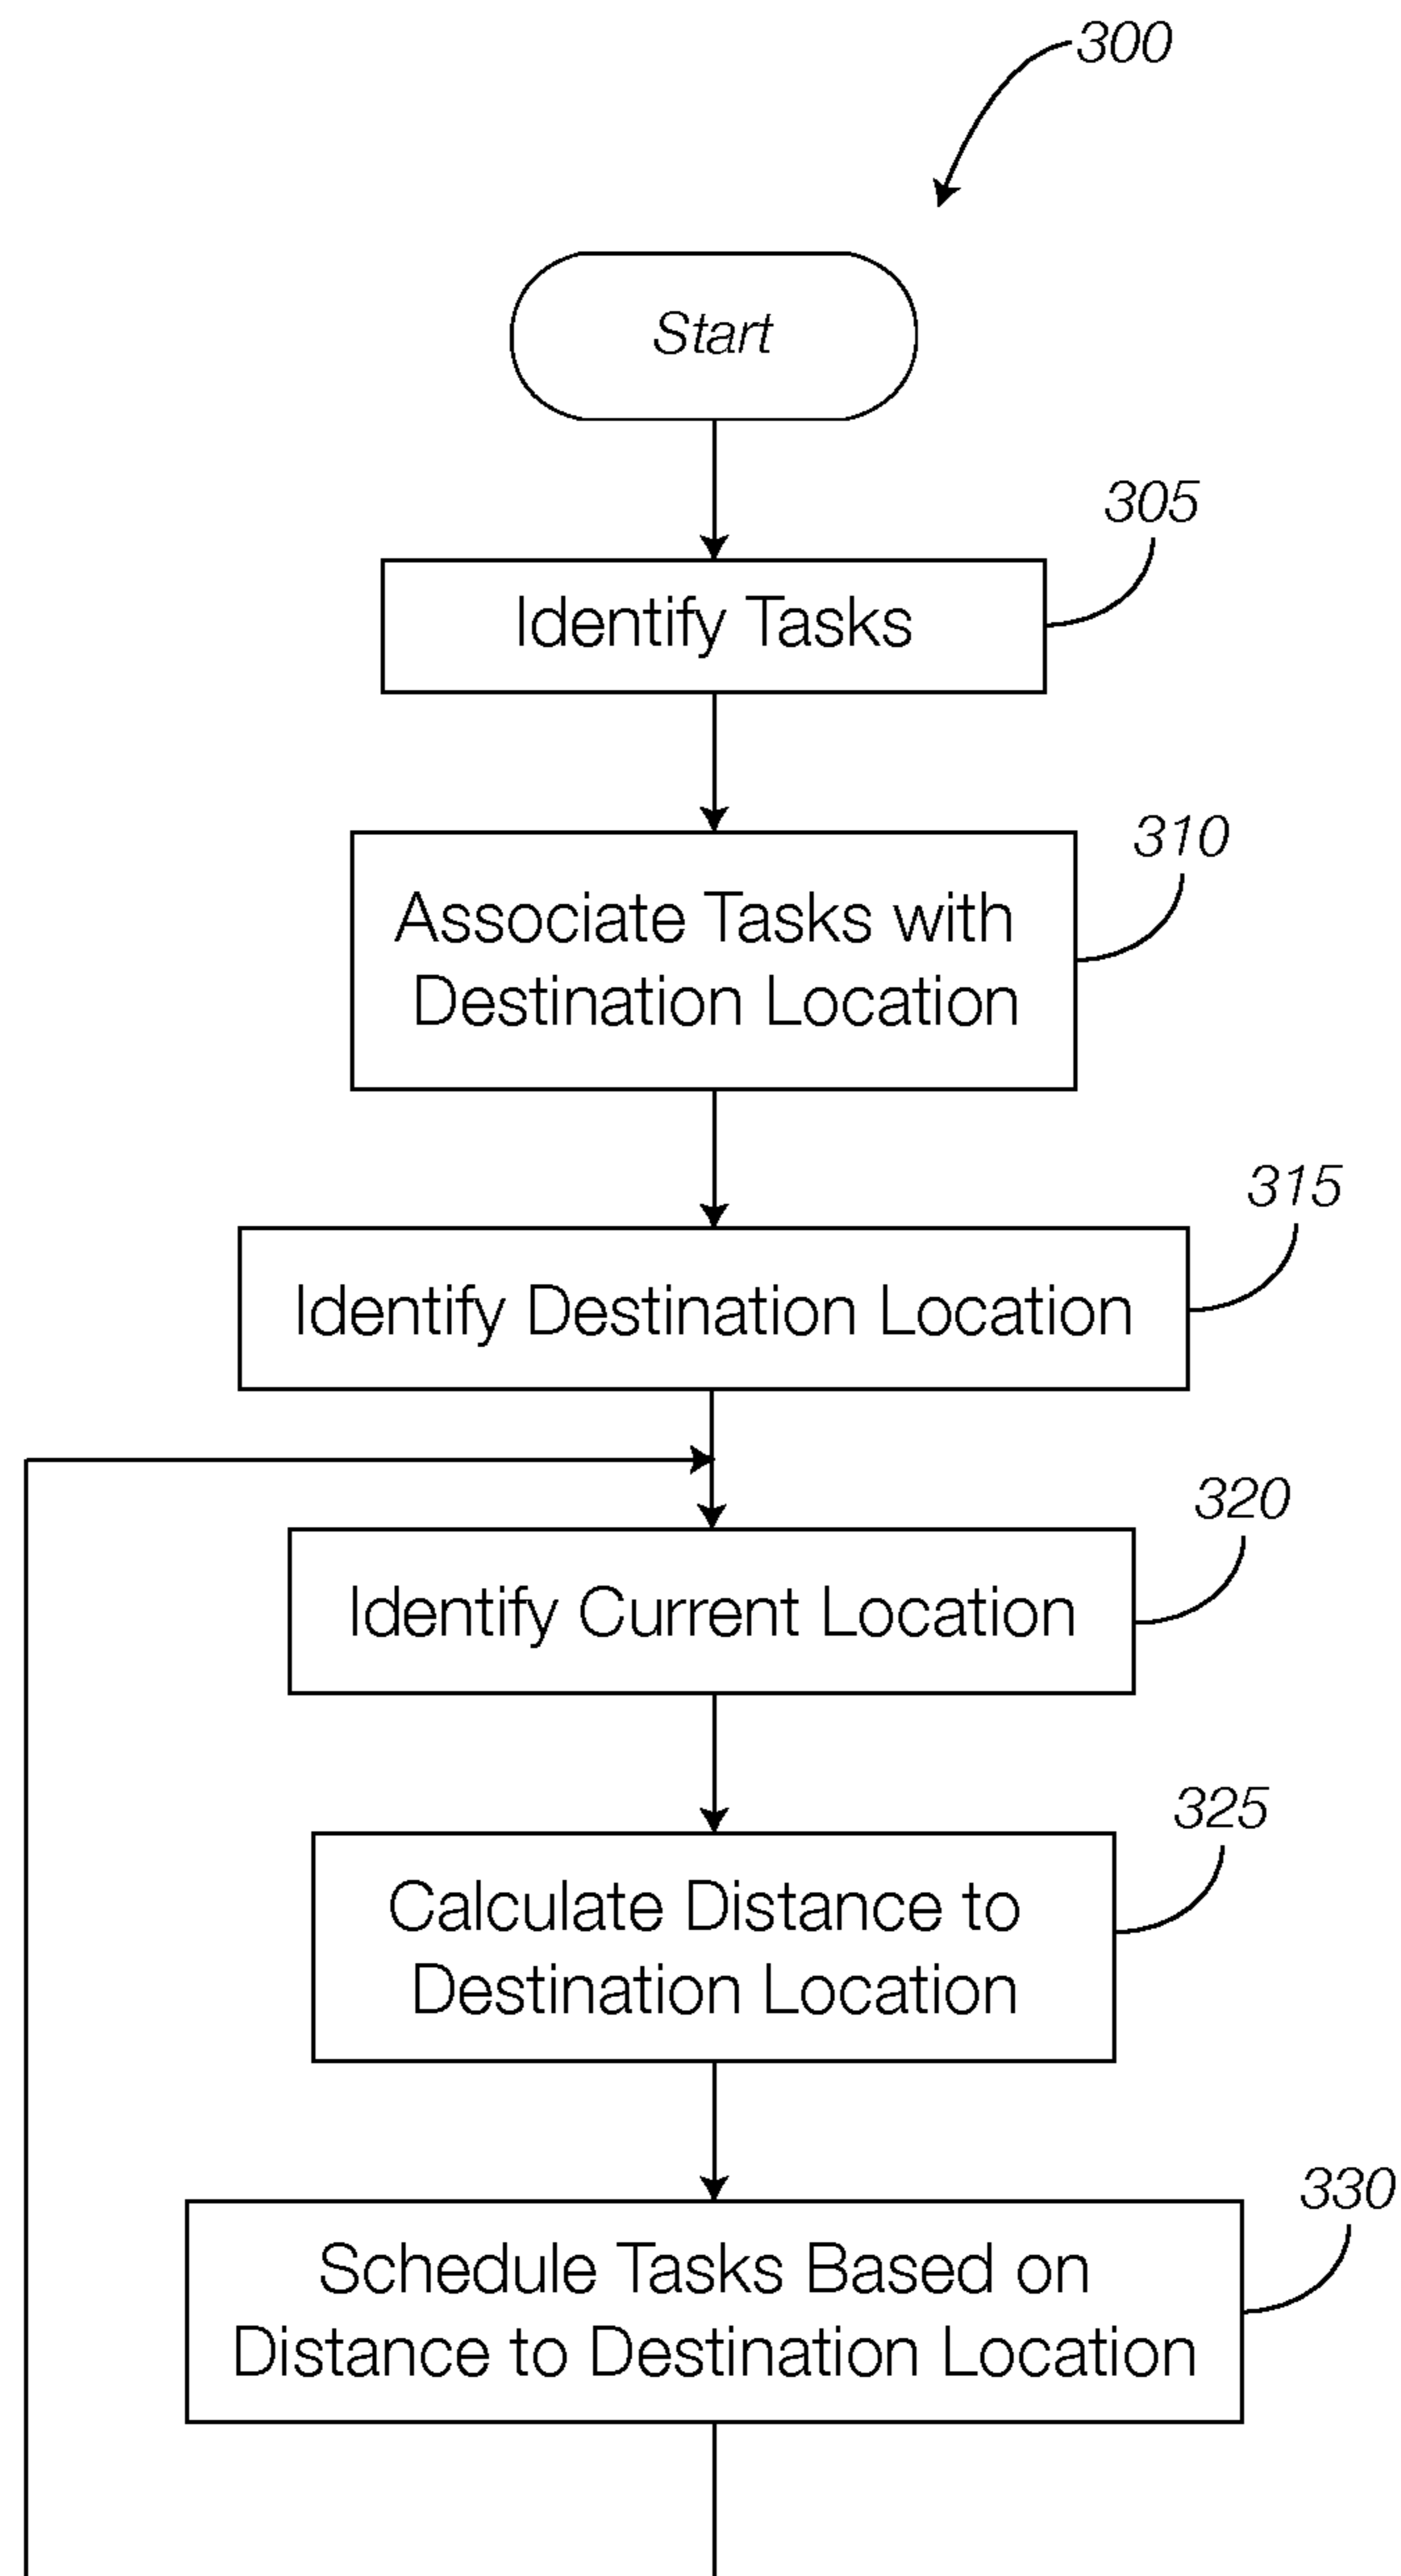 300
Start
305
Identify Tasks
310
Associate Tasks with
Destination Location
315
Identify Destination Location
320
Identify Current Location
325
Calculate Distance to
Destination Location
330
Schedule Tasks Based on
Distance to Destination Location